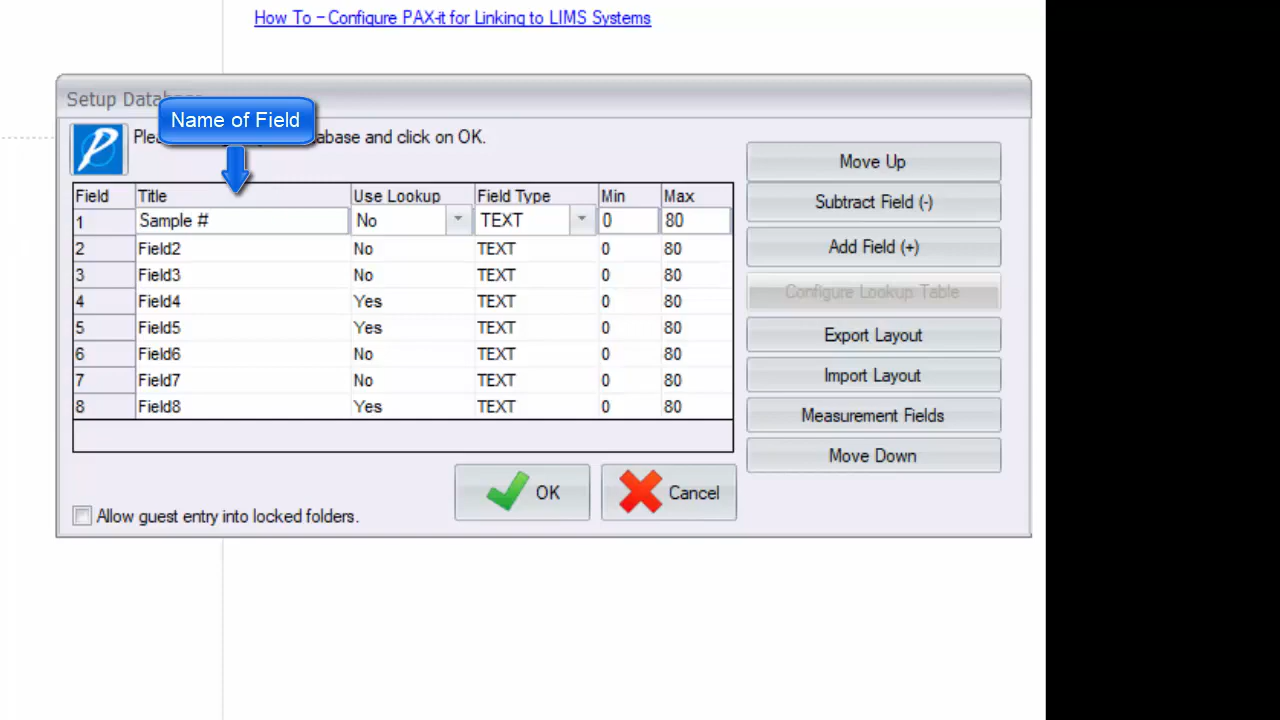 How To – Configure PAX-it for Linking to LIMS Systems
Setup Datab
Name of Field
Plea abase and click on OK.
Field Title Use Lookup Field Type Min Max
1 Sample # No TEXT 0 80
2 Field2 No TEXT 0 80
3 Field3 No TEXT 0 80
4 Field4 Yes TEXT 0 80
5 Field5 Yes TEXT 0 80
6 Field6 No TEXT 0 80
7 Field7 No TEXT 0 80
8 Field8 Yes TEXT 0 80
Move Up
Subtract Field (-)
Add Field (+)
Configure Lookup Table
Export Layout
Import Layout
Measurement Fields
Move Down
OK Cancel
Allow guest entry into locked folders.